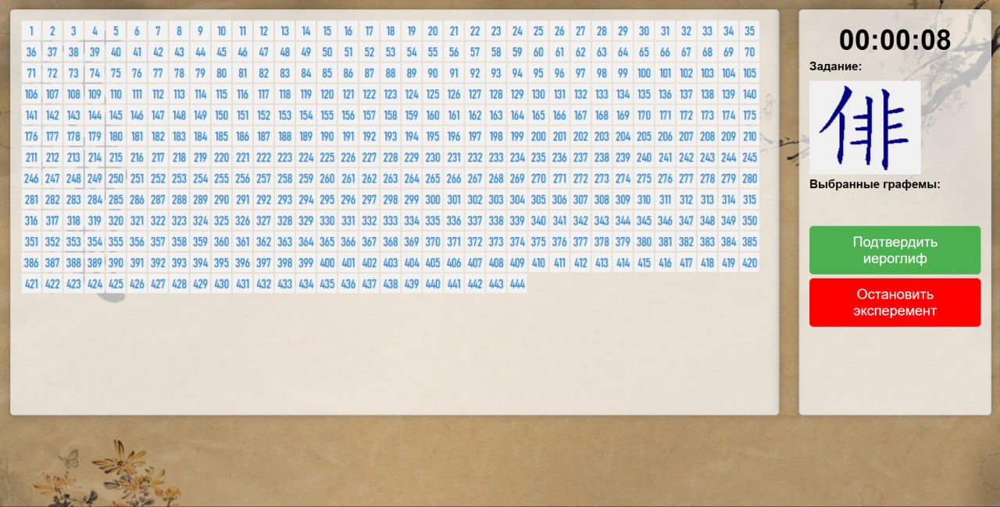 1 2 3 4 5 6 7 8 9 10 11 12 13 14 15 16 17 18 19 20 21 22 23 24 25 26 27 28 29 30 31 32 33 34 35
36 37 38 39 40 41 42 43 44 45 46 47 48 49 50 51 52 53 54 55 56 57 58 59 60 61 62 63 64 65 66 67 68 69 70
71 72 73 74 75 76 77 78 79 80 81 82 83 84 85 86 87 88 89 90 91 92 93 94 95 96 97 98 99 100 101 102 103 104 105
106 107 108 109 110 111 112 113 114 115 116 117 118 119 120 121 122 123 124 125 126 127 128 129 130 131 132 133 134 135 136 137 138 139 140
141 142 143 144 145 146 147 148 149 150 151 152 153 154 155 156 157 158 159 160 161 162 163 164 165 166 167 168 169 170 171 172 173 174 175
176 177 178 179 180 181 182 183 184 185 186 187 188 189 190 191 192 193 194 195 196 197 198 199 200 201 202 203 204 205 206 207 208 209 210
211 212 213 214 215 216 217 218 219 220 221 222 223 224 225 226 227 228 229 230 231 232 233 234 235 236 237 238 239 240 241 242 243 244 245
246 247 248 249 250 251 252 253 254 255 256 257 258 259 260 261 262 263 264 265 266 267 268 269 270 271 272 273 274 275 276 277 278 279 280
281 282 283 284 285 286 287 288 289 290 291 292 293 294 295 296 297 298 299 300 301 302 303 304 305 306 307 308 309 310 311 312 313 314 315
316 317 318 319 320 321 322 323 324 325 326 327 328 329 330 331 332 333 334 335 336 337 338 339 340 341 342 343 344 345 346 347 348 349 350
351 352 353 354 355 356 357 358 359 360 361 362 363 364 365 366 367 368 369 370 371 372 373 374 375 376 377 378 379 380 381 382 383 384 385
386 387 388 389 390 391 392 393 394 395 396 397 398 399 400 401 402 403 404 405 406 407 408 409 410 411 412 413 414 415 416 417 418 419 420
421 422 423 424 425 426 427 428 429 430 431 432 433 434 435 436 437 438 439 440 441 442 443 444
00:00:08
Задание:
俳
Выбранные графемы:
Подтвердить
иероглиф
Остановить
эксперемент